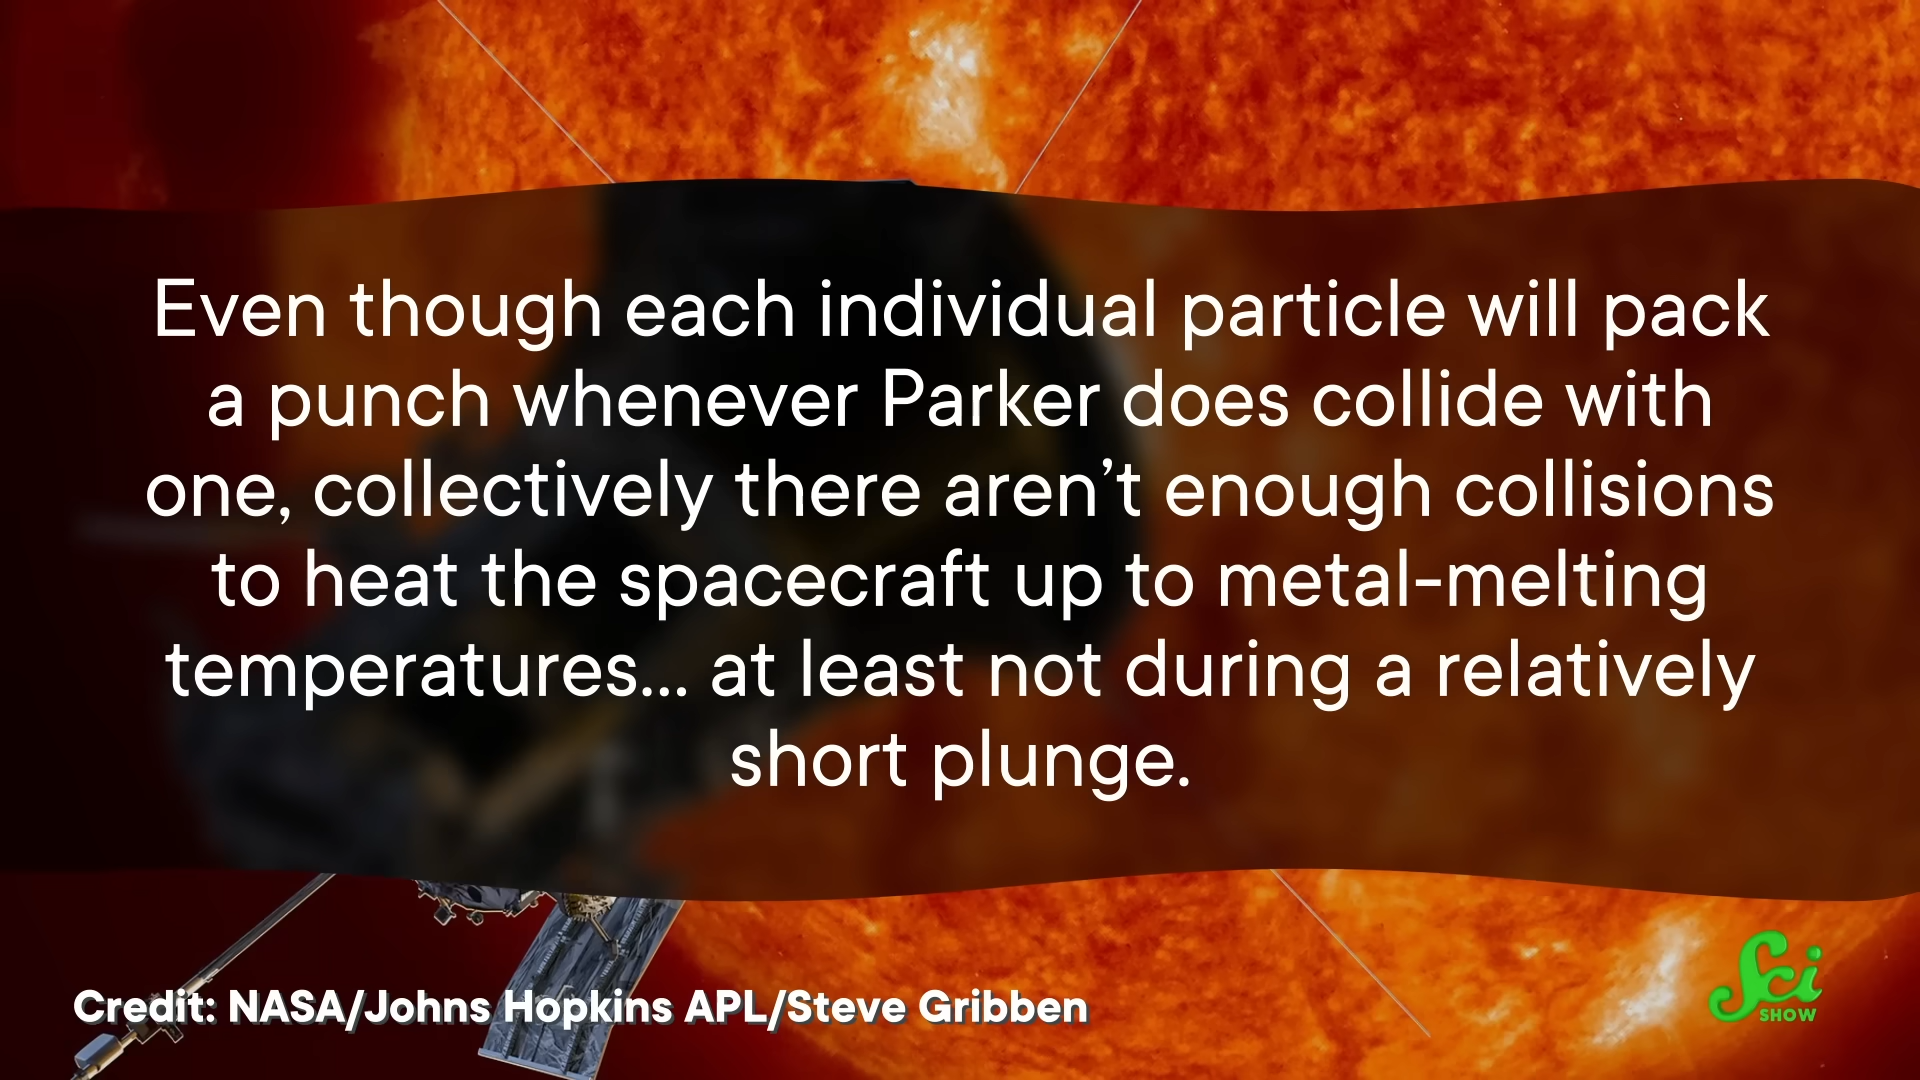 Even though each individual particle will pack
a punch whenever Parker does collide with
one, collectively there aren’t enough collisions
to heat the spacecraft up to metal-melting
temperatures... at least not during a relatively
short plunge.
Credit: NASA/Johns Hopkins APL/Steve Gribben
Sci
SHOW